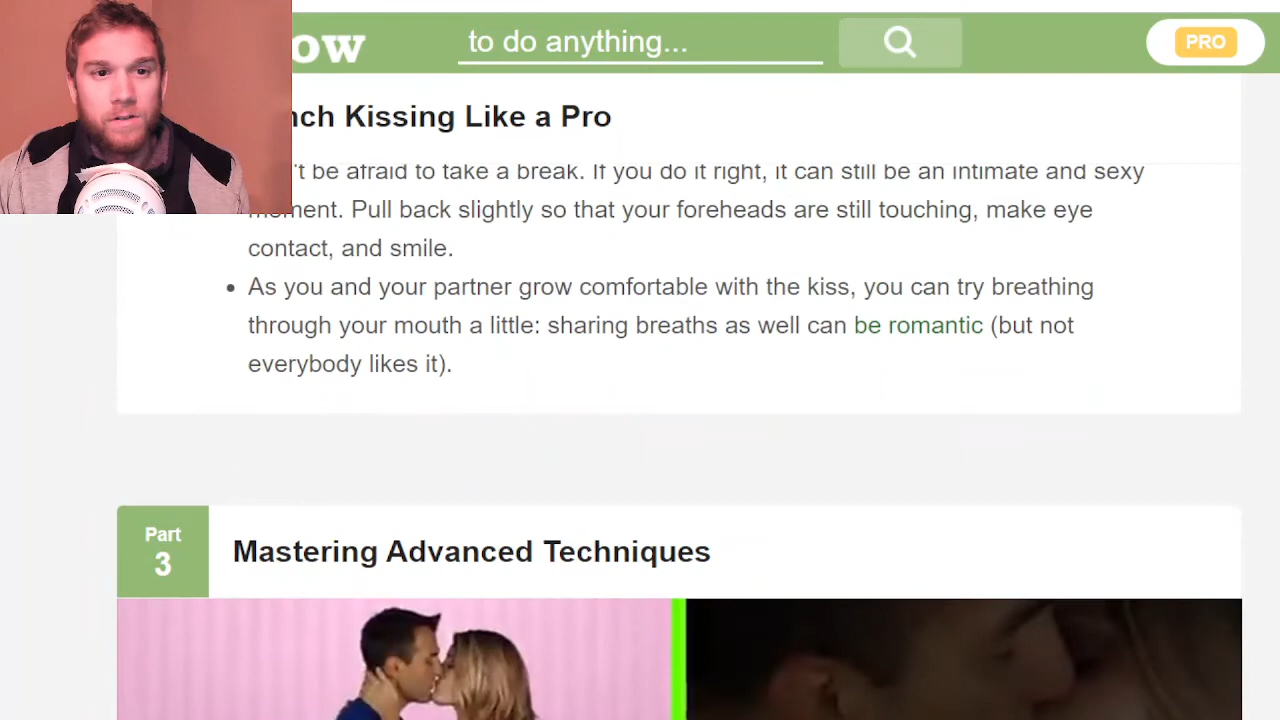 ow to do anything... PRO
nch Kissing Like a Pro
't be afraid to take a break. If you do it right, it can still be an intimate and sexy
moment. Pull back slightly so that your foreheads are still touching, make eye
contact, and smile.
• As you and your partner grow comfortable with the kiss, you can try breathing
through your mouth a little: sharing breaths as well can be romantic (but not
everybody likes it).
Part
3
Mastering Advanced Techniques